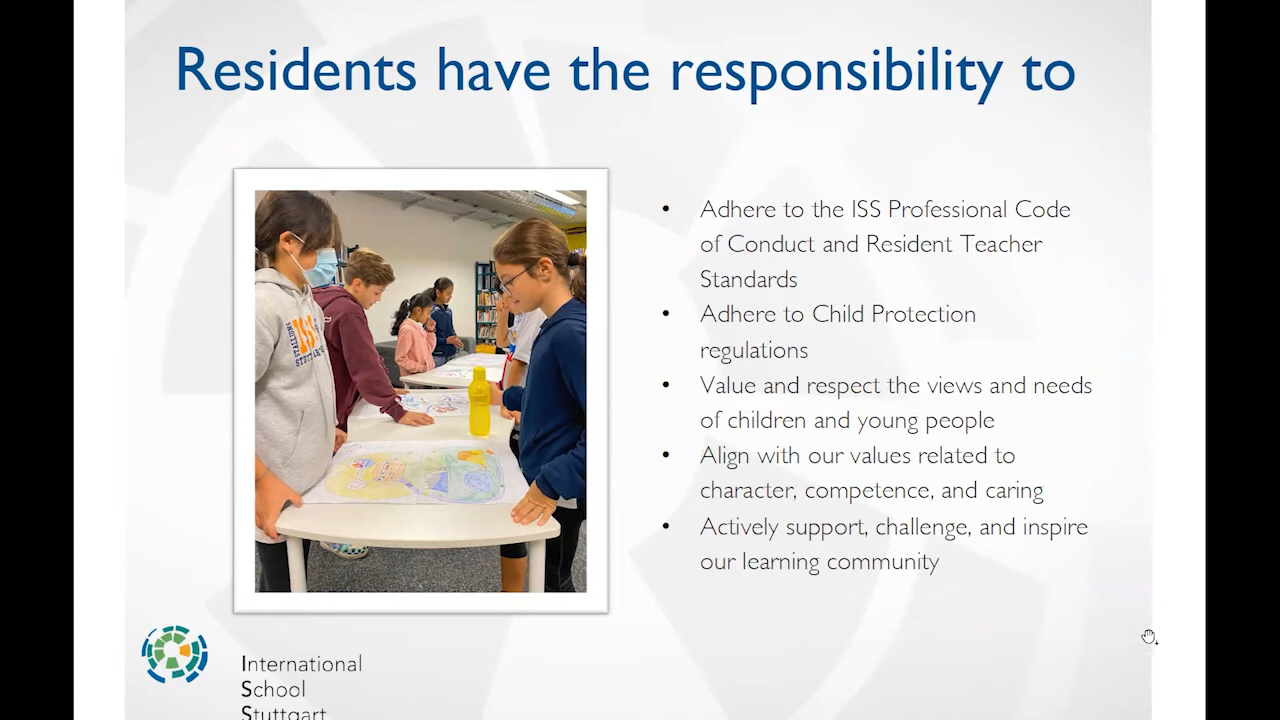 Residents have the responsibility to
• Adhere to the ISS Professional Code
of Conduct and Resident Teacher
Standards
• Adhere to Child Protection
regulations
• Value and respect the views and needs
of children and young people
• Align with our values related to
character, competence, and caring
• Actively support, challenge, and inspire
our learning community
International
School
Stuttgart